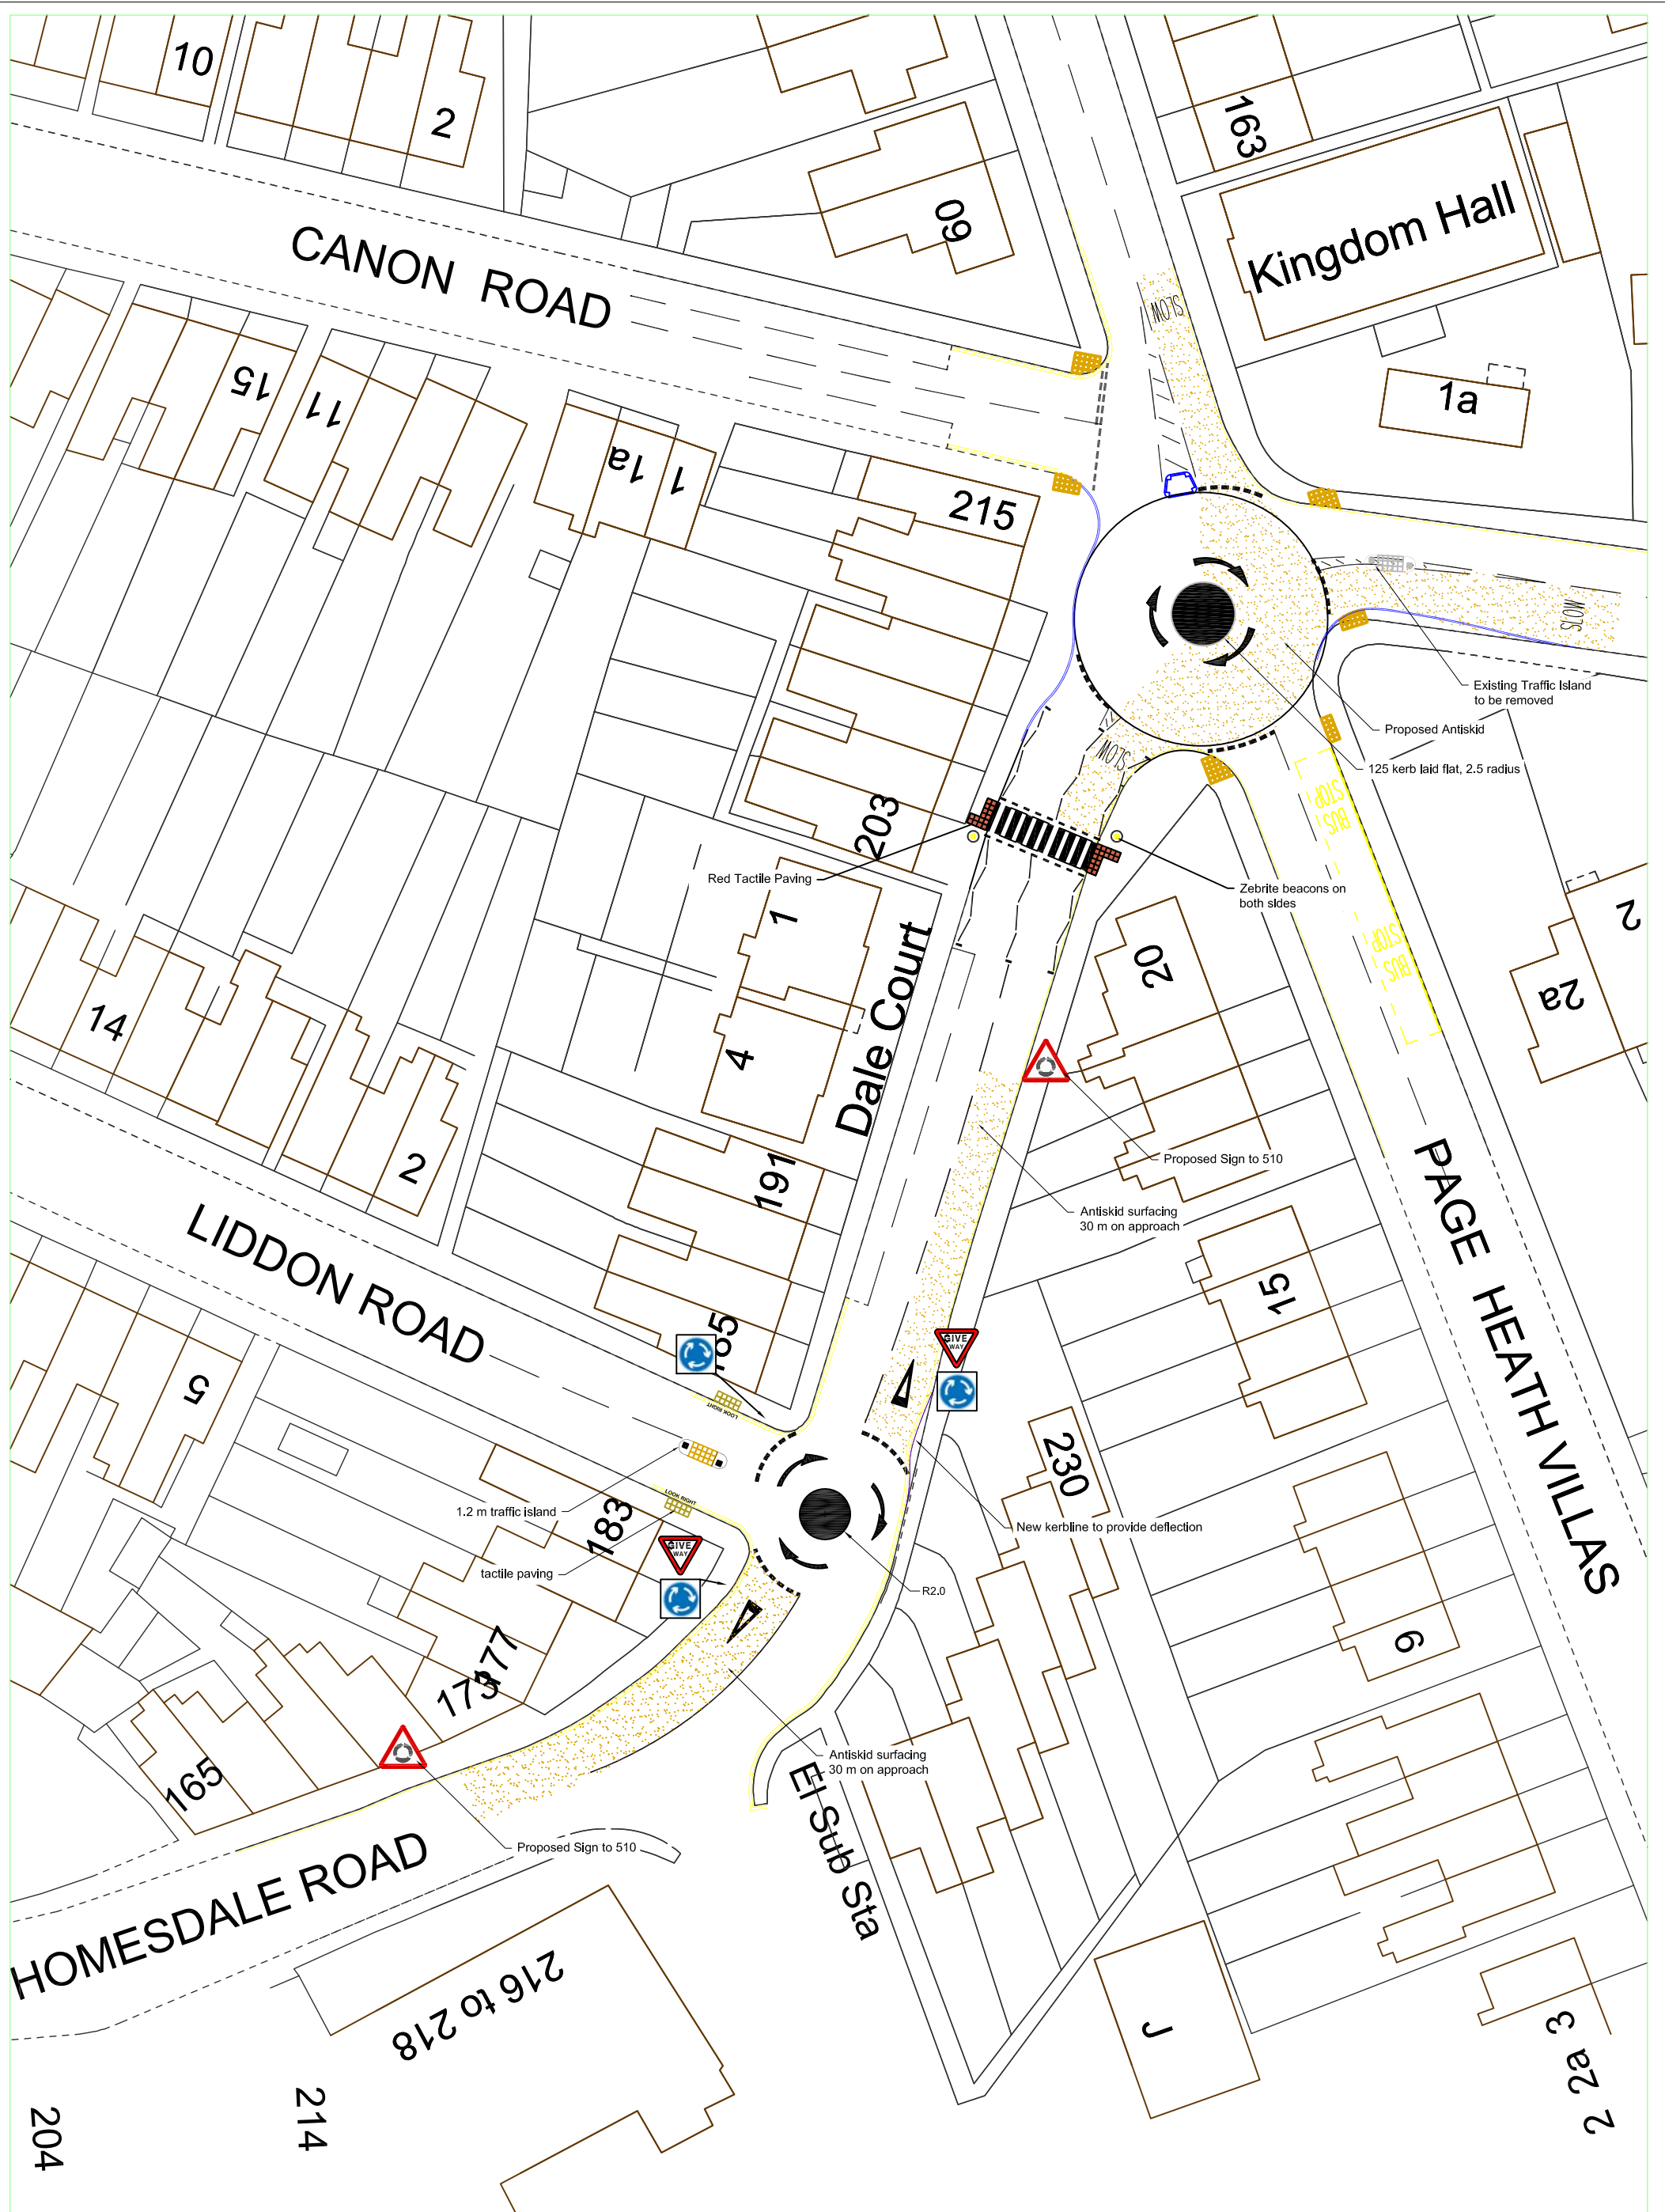 10
2
163
60
Kingdom Hall
CANON ROAD
SLOW
15
11
1a
1
1a
215
SLOW
Existing Traffic Island
to be removed
Proposed Antiskid
SLOW
125 kerb laid flat, 2.5 radius
BUS
STOP
203
Red Tactile Paving
Zebrite beacons on
both sides
1
2
20
BUS
STOP
Dale Court
2a
14
4
2
191
Proposed Sign to 510
Antiskid surfacing
30 m on approach
PAGE HEATH VILLAS
LIDDON ROAD
15
GIVE
WAY
5
LOOK RIGHT
230
LOOK RIGHT
1.2 m traffic island
183
New kerbline to provide deflection
GIVE
WAY
tactile paving
R2.0
9
177
173
Antiskid surfacing
30 m on approach
165
El Sub Sta
Proposed Sign to 510
HOMESDALE ROAD
216 to 218
J
3
2a
2
214
204